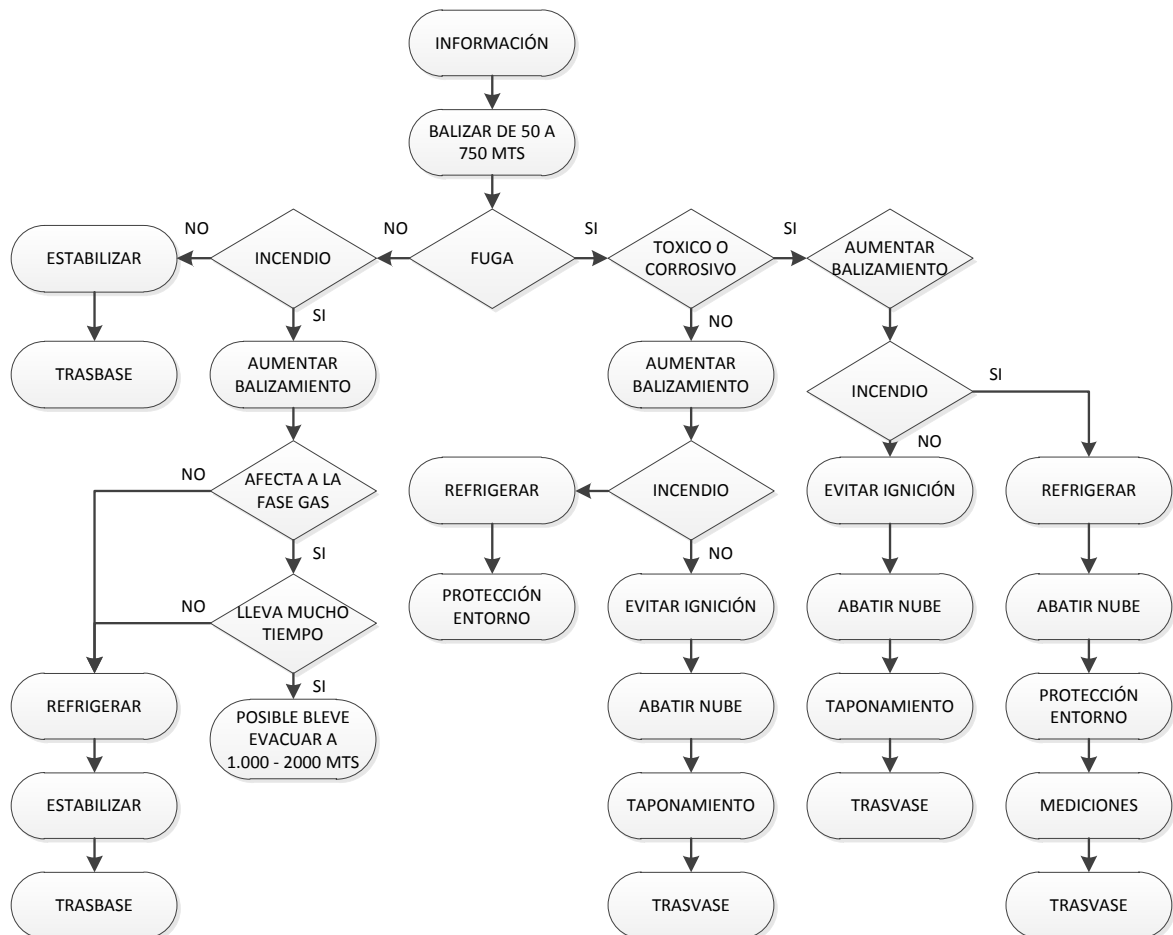 INFORMACIÓN
BALIZAR DE 50 A
750 MTS
NO
NO
SI
SI
ESTABILIZAR
INCENDIO
FUGA
TOXICO O
CORROSIVO
AUMENTAR
BALIZAMIENTO
SI
NO
TRASBASE
AUMENTAR
BALIZAMIENTO
AUMENTAR
BALIZAMIENTO
INCENDIO
SI
NO
NO
AFECTA A LA
FASE GAS
REFRIGERAR
INCENDIO
EVITAR IGNICIÓN
REFRIGERAR
SI
NO
NO
LLEVA MUCHO
TIEMPO
PROTECCIÓN
ENTORNO
EVITAR IGNICIÓN
ABATIR NUBE
ABATIR NUBE
SI
REFRIGERAR
POSIBLE BLEVE
EVACUAR A
1.000 - 2000 MTS
ABATIR NUBE
TAPONAMIENTO
PROTECCIÓN
ENTORNO
ESTABILIZAR
TAPONAMIENTO
TRASVASE
MEDICIONES
TRASBASE
TRASVASE
TRASVASE